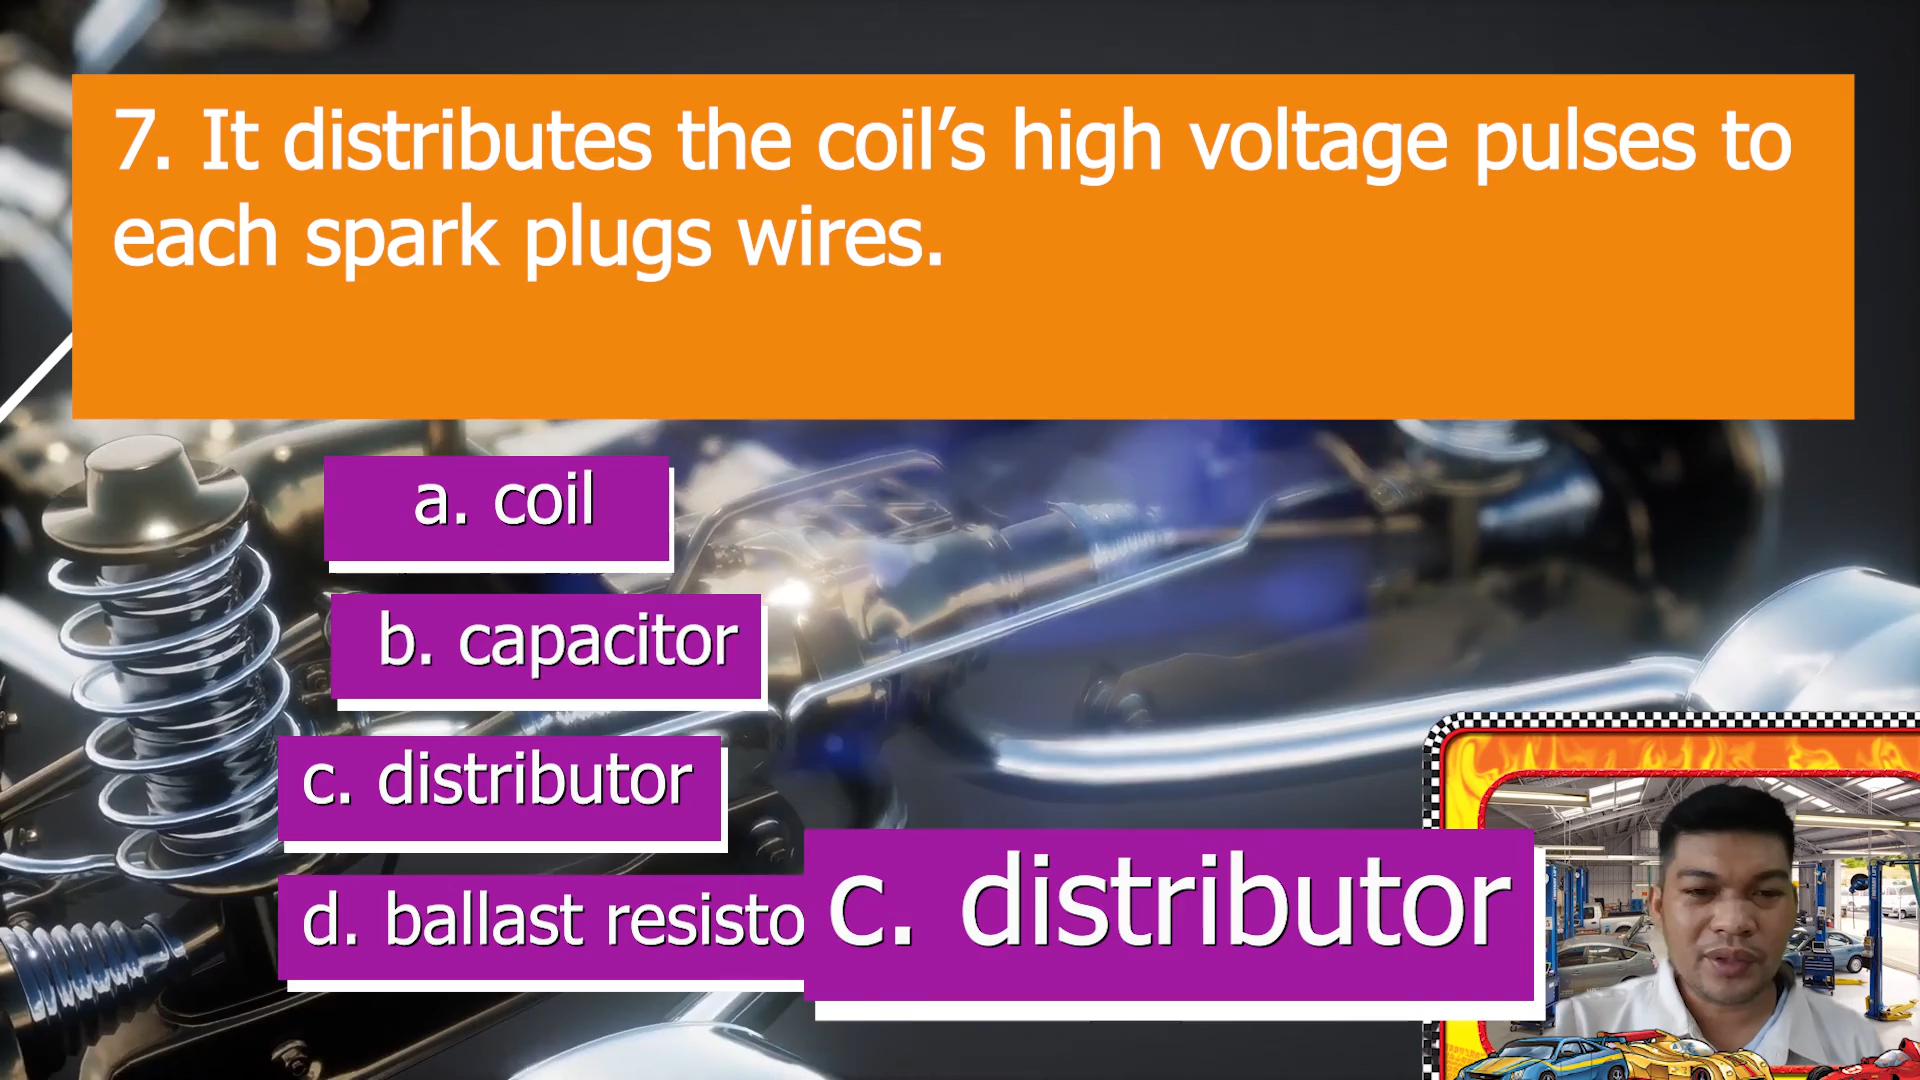 7. It distributes the coil’s high voltage pulses to
each spark plugs wires.
a. coil
b. capacitor
c. distributor
d. ballast resisto
c. distributor